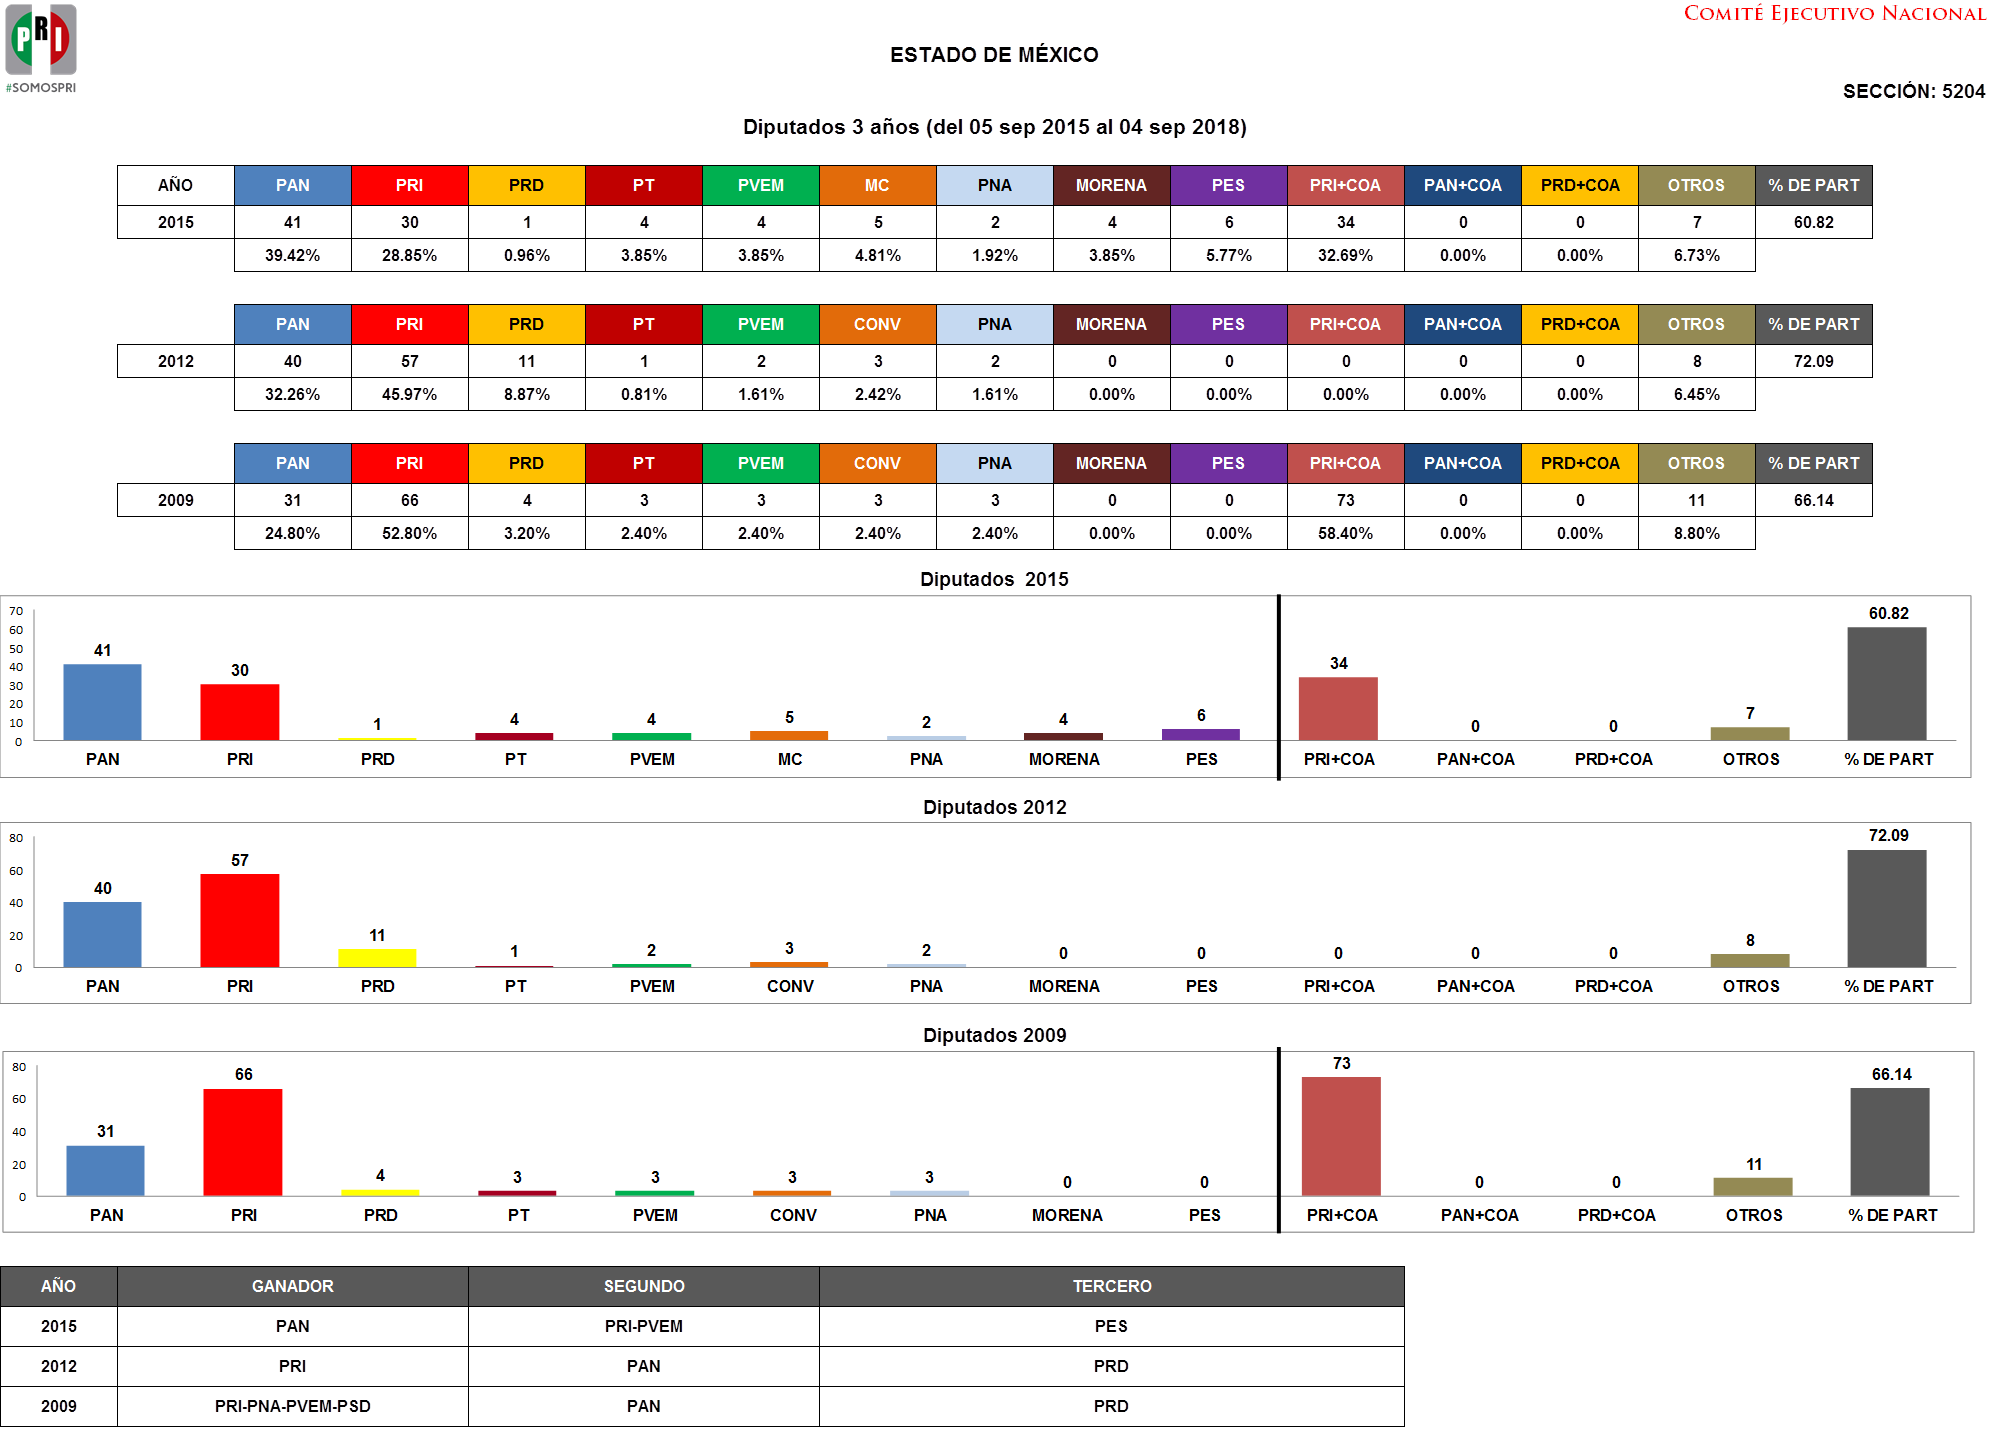 PRI
#SOMOSPRI
COMITÉ EJECUTIVO NACIONAL
ESTADO DE MÉXICO
SECCIÓN: 5204
Diputados 3 años (del 05 sep 2015 al 04 sep 2018)
AÑO PAN PRI PRD PT PVEM MC PNA MORENA PES PRI+COA PAN+COA PRD+COA OTROS % DE PART
2015 41 30 1 4 4 5 2 4 6 34 0 0 7 60.82
39.42% 28.85% 0.96% 3.85% 3.85% 4.81% 1.92% 3.85% 5.77% 32.69% 0.00% 0.00% 6.73%
PAN PRI PRD PT PVEM CONV PNA MORENA PES PRI+COA PAN+COA PRD+COA OTROS % DE PART
2012 40 57 11 1 2 3 2 0 0 0 0 0 8 72.09
32.26% 45.97% 8.87% 0.81% 1.61% 2.42% 1.61% 0.00% 0.00% 0.00% 0.00% 0.00% 6.45%
PAN PRI PRD PT PVEM CONV PNA MORENA PES PRI+COA PAN+COA PRD+COA OTROS % DE PART
2009 31 66 4 3 3 3 3 0 0 73 0 0 11 66.14
24.80% 52.80% 3.20% 2.40% 2.40% 2.40% 2.40% 0.00% 0.00% 58.40% 0.00% 0.00% 8.80%
Diputados 2015
70
60
50
40
30
20
10
0
41 30 1 4 4 5 2 4 6 34 0 0 7 60.82
PAN PRI PRD PT PVEM MC PNA MORENA PES PRI+COA PAN+COA PRD+COA OTROS % DE PART
Diputados 2012
80
60
40
20
0
40 57 11 1 2 3 2 0 0 0 0 0 8 72.09
PAN PRI PRD PT PVEM CONV PNA MORENA PES PRI+COA PAN+COA PRD+COA OTROS % DE PART
Diputados 2009
80
60
40
20
0
31 66 4 3 3 3 3 0 0 73 0 0 11 66.14
PAN PRI PRD PT PVEM CONV PNA MORENA PES PRI+COA PAN+COA PRD+COA OTROS % DE PART
AÑO GANADOR SEGUNDO TERCERO
2015 PAN PRI-PVEM PES
2012 PRI PAN PRD
2009 PRI-PNA-PVEM-PSD PAN PRD